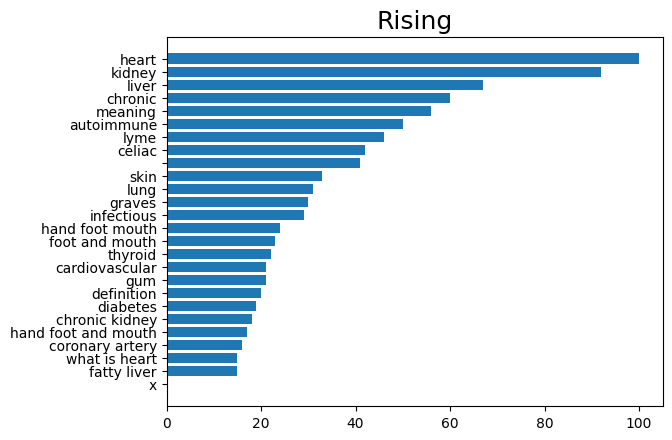 Rising
heart
kidney
liver
chronic
meaning
autoimmune
lyme
celiac
skin
lung
graves
infectious
hand foot mouth
foot and mouth
thyroid
cardiovascular
gum
definition
diabetes
chronic kidney
hand foot and mouth
coronary artery
what is heart
fatty liver
x
0 20 40 60 80 100